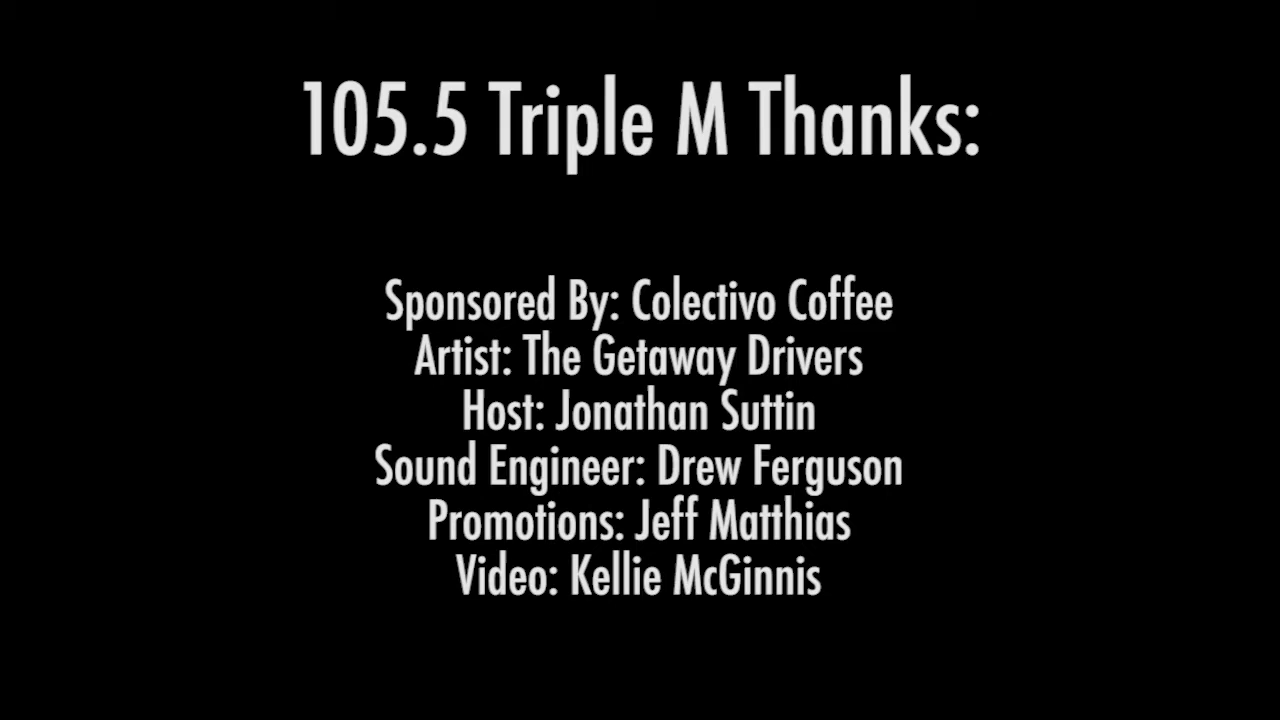 105.5 Triple M Thanks:
Sponsored By: Colectivo Coffee
Artist: The Getaway Drivers
Host: Jonathan Suttin
Sound Engineer: Drew Ferguson
Promotions: Jeff Matthias
Video: Kellie McGinnis